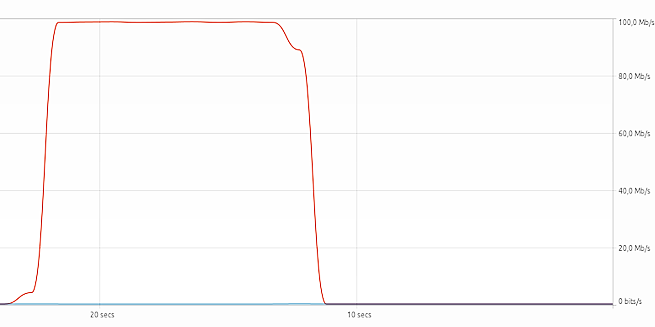 100,0 Mb/s
80,0 Mb/s
60,0 Mb/s
40,0 Mb/s
20,0 Mb/s
0 bits/s
20 secs
10 secs